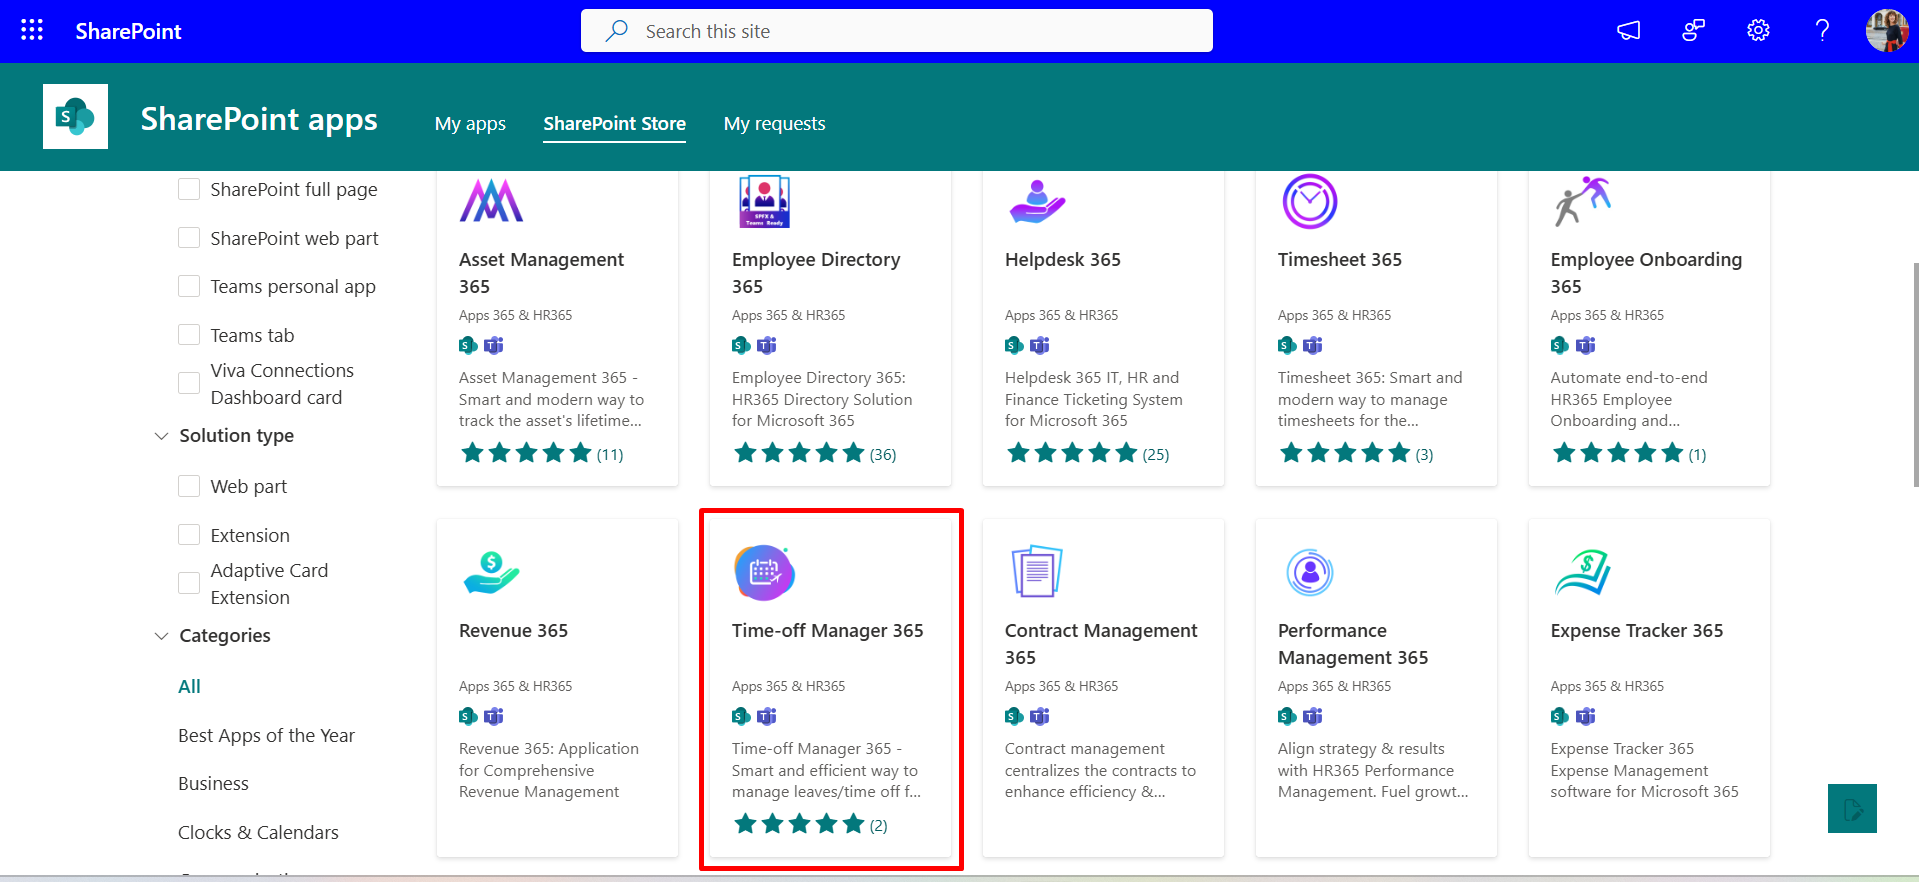 SharePoint
Search this site
SharePoint apps
My apps
SharePoint Store
My requests
SharePoint full page
SharePoint web part
Teams personal app
Teams tab
Viva Connections
Dashboard card
Solution type
Web part
Extension
Adaptive Card
Extension
Categories
All
Best Apps of the Year
Business
Clocks & Calendars
Asset Management
365
Apps 365 & HR365
Asset Management 365 -
Smart and modern way to
track the asset's lifetime...
(11)
SPFX &
Teams Ready
Employee Directory
365
Apps 365 & HR365
Employee Directory 365:
HR365 Directory Solution
for Microsoft 365
(36)
Helpdesk 365
Apps 365 & HR365
Helpdesk 365 IT, HR and
Finance Ticketing System
for Microsoft 365
(25)
Timesheet 365
Apps 365 & HR365
Timesheet 365: Smart and
modern way to manage
timesheets for the...
(3)
Employee Onboarding
365
Apps 365 & HR365
Automate end-to-end
HR365 Employee
Onboarding and...
(1)
Revenue 365
Apps 365 & HR365
Revenue 365: Application
for Comprehensive
Revenue Management
Time-off Manager 365
Apps 365 & HR365
Time-off Manager 365 -
Smart and efficient way to
manage leaves/time off f...
(2)
Contract Management
365
Apps 365 & HR365
Contract management
centralizes the contracts to
enhance efficiency &...
Performance
Management 365
Apps 365 & HR365
Align strategy & results
with HR365 Performance
Management. Fuel growt...
Expense Tracker 365
Apps 365 & HR365
Expense Tracker 365
Expense Management
software for Microsoft 365